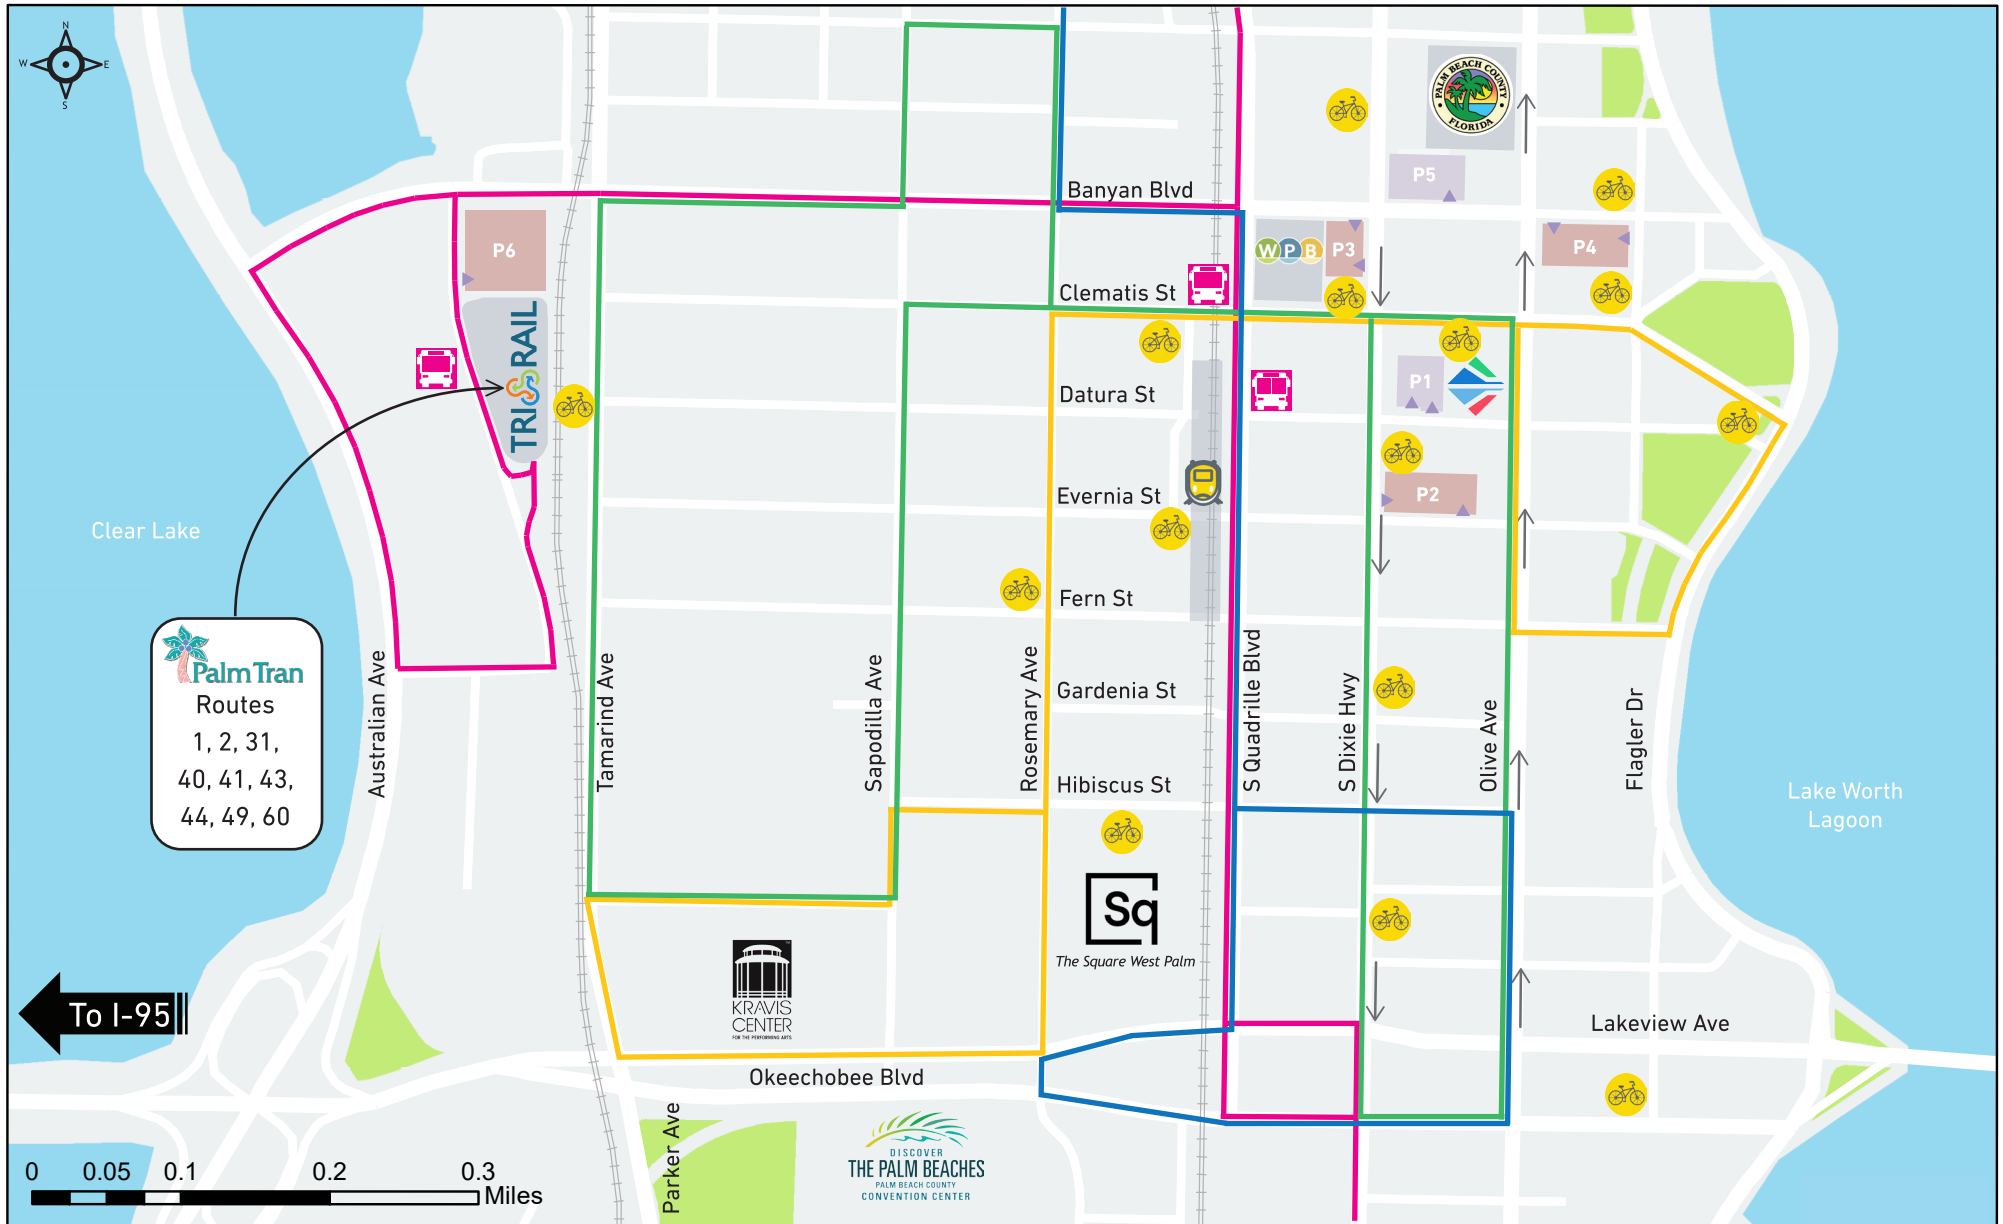 N
W
E
S
PALM BEACH COUNTY
FLORIDA
P5
Banyan Blvd
P6
W P B
P3
P4
Clematis St
TRI RAIL
Datura St
P1
Evernia St
P2
Clear Lake
Fern St
PalmTran
Routes
1, 2, 31,
40, 41, 43,
44, 49, 60
Australian Ave
Tamarind Ave
Sapodilla Ave
Rosemary Ave
Gardenia St
S Quadrille Blvd
S Dixie Hwy
Olive Ave
Flagler Dr
Hibiscus St
Lake Worth
Lagoon
Sq
The Square West Palm
KRAVIS
CENTER
FOR THE PERFORMING ARTS
To I-95
Lakeview Ave
Okeechobee Blvd
Parker Ave
DISCOVER
THE PALM BEACHES
PALM BEACH COUNTY
CONVENTION CENTER
0 0.05 0.1 0.2 0.3
Miles